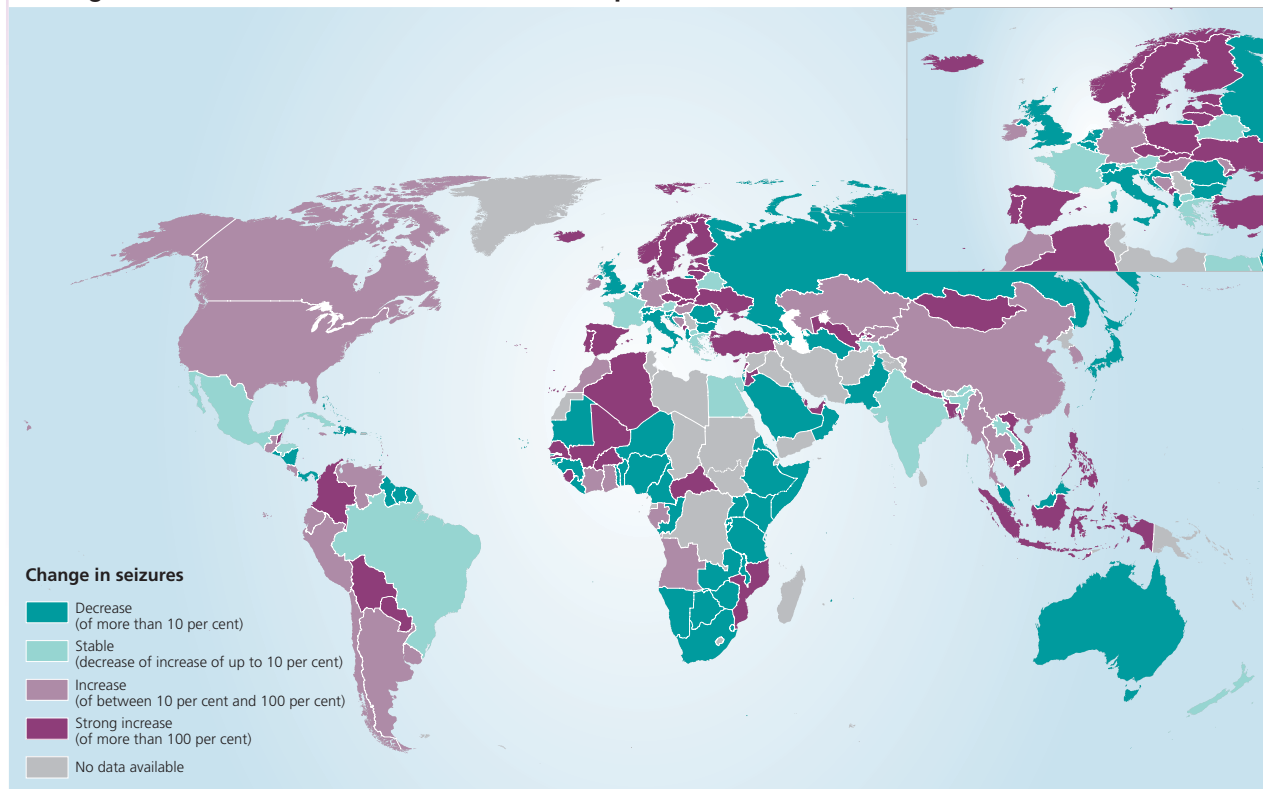 Change in seizures
Decrease
(of more than 10 per cent)
Stable
(decrease of increase of up to 10 per cent)
Increase
(of between 10 per cent and 100 per cent)
Strong increase
(of more than 100 per cent)
No data available